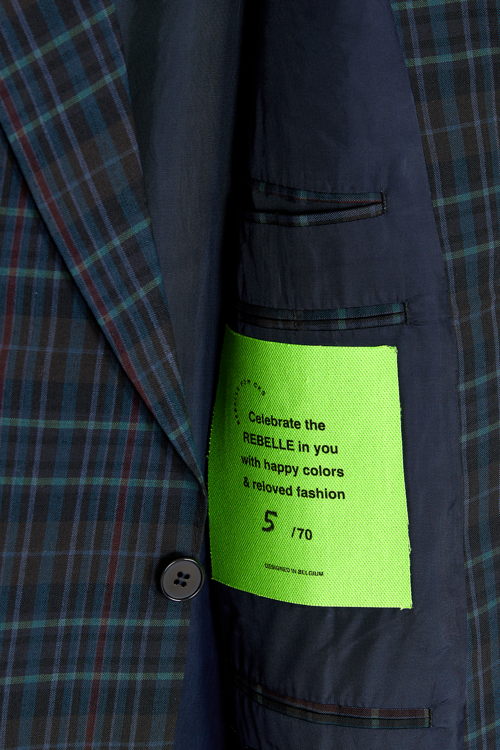 Celebrate the
REBELLE in you
with happy colors
& reloved fashion
5 /70
DESIGNED IN BELGIUM